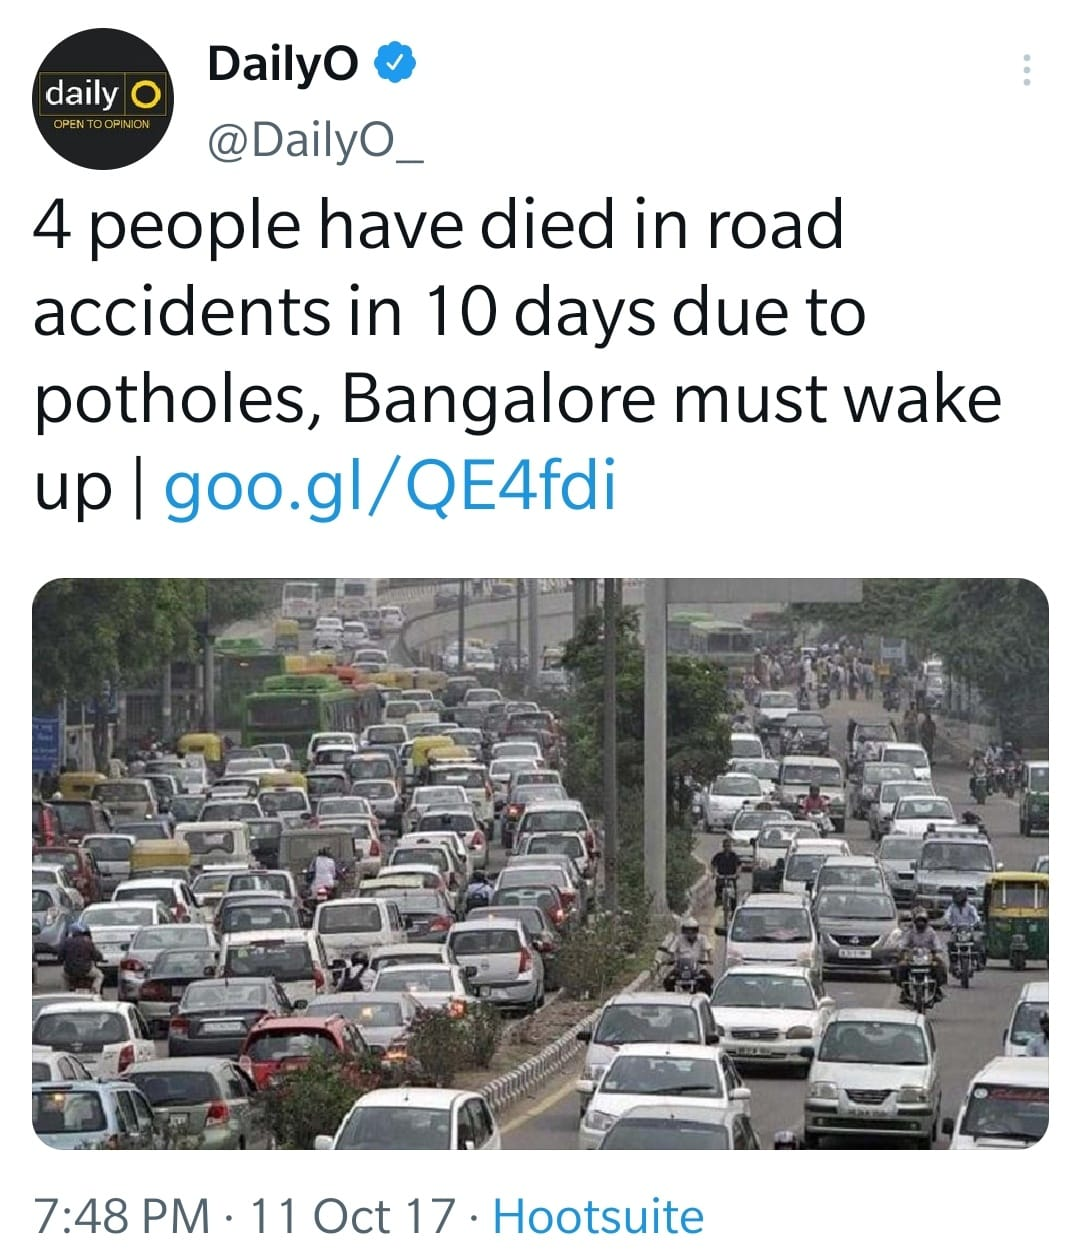 daily O
OPEN TO OPINION
DailyO
@DailyO_
4 people have died in road
accidents in 10 days due to
potholes, Bangalore must wake
up | goo.gl/QE4fdi
7:48 PM · 11 Oct 17 · Hootsuite